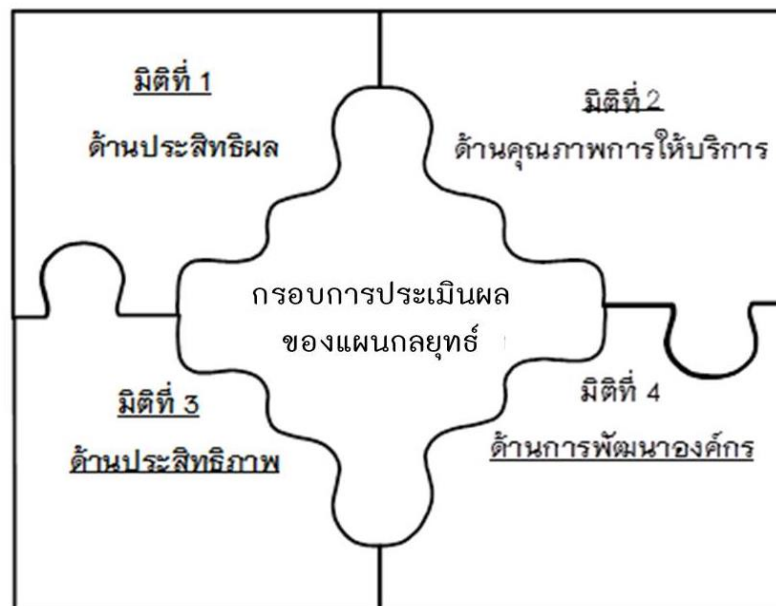 มิติที่ 1
ด้านประสิทธิผล
มิติที่ 2
ด้านคุณภาพการให้บริการ
กรอบการประเมินผล
ของแผนกลยุทธ์
มิติที่ 3
ด้านประสิทธิภาพ
มิติที่ 4
ด้านการพัฒนาองค์กร